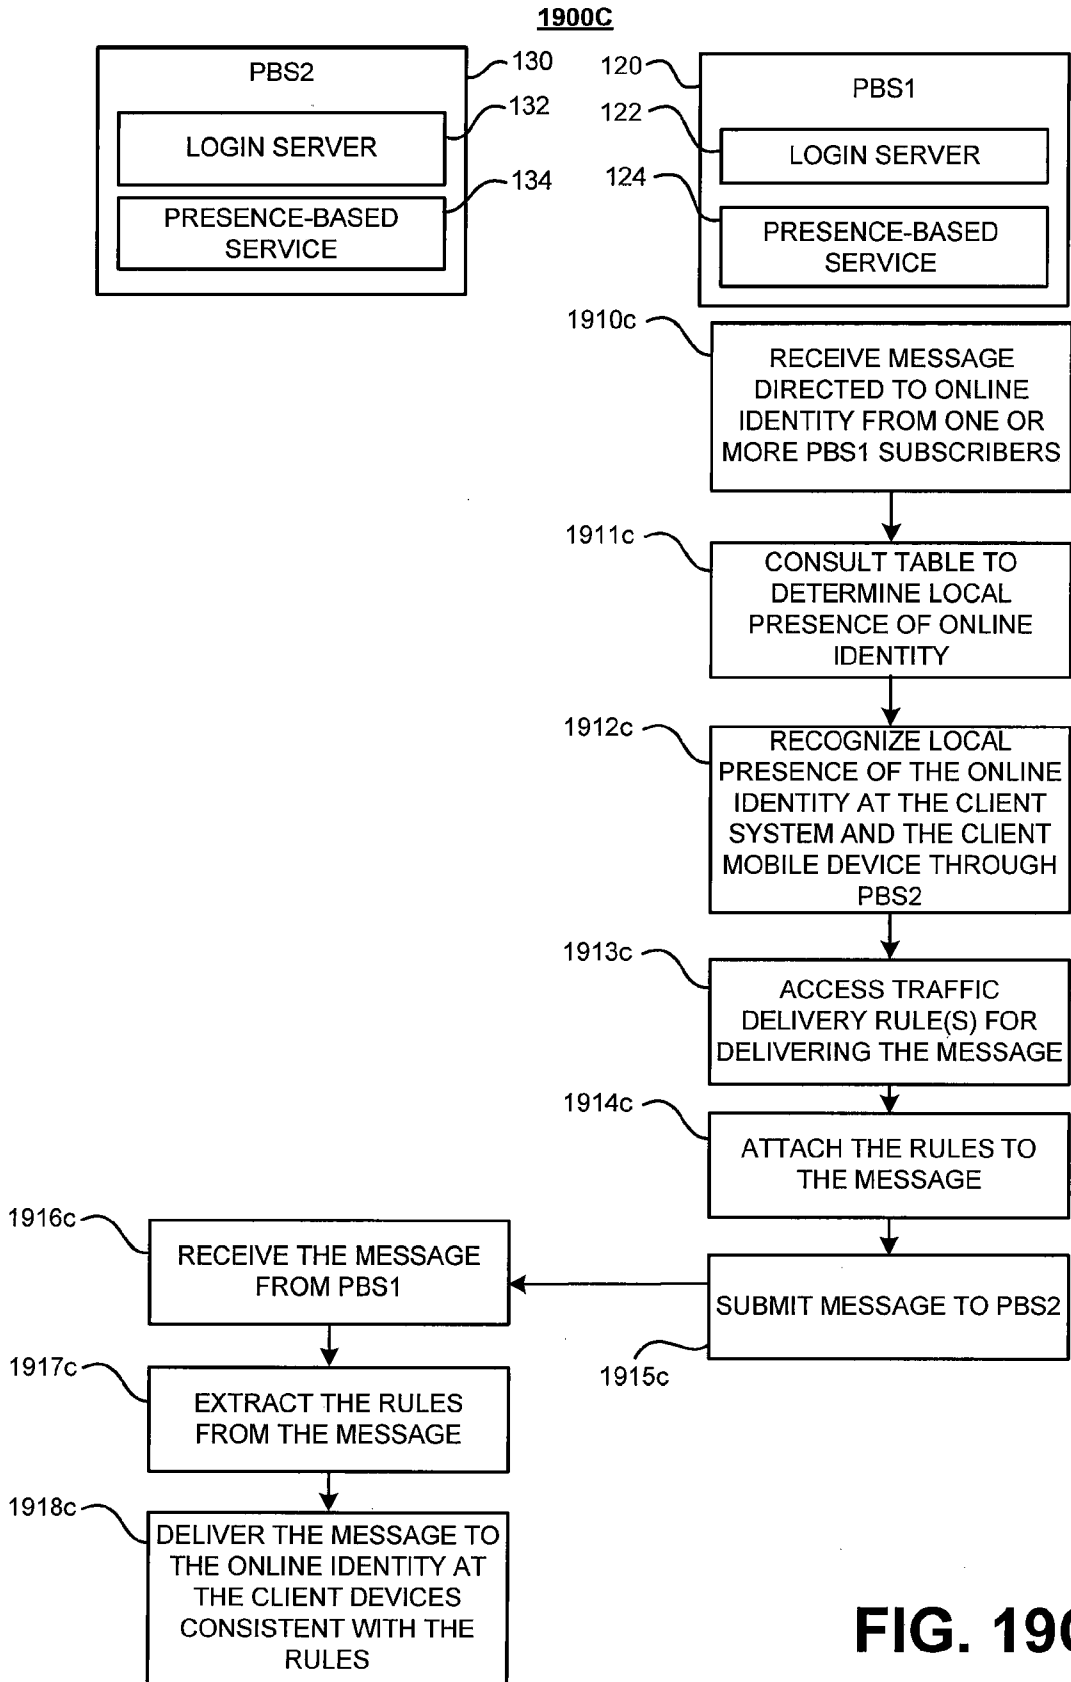 1900C
PBS2
130
LOGIN SERVER
132
PRESENCE-BASED
SERVICE
134
120
PBS1
122
LOGIN SERVER
124
PRESENCE-BASED
SERVICE
1910c
RECEIVE MESSAGE
DIRECTED TO ONLINE
IDENTITY FROM ONE OR
MORE PBS1 SUBSCRIBERS
1911c
CONSULT TABLE TO
DETERMINE LOCAL
PRESENCE OF ONLINE
IDENTITY
1912c
RECOGNIZE LOCAL
PRESENCE OF THE ONLINE
IDENTITY AT THE CLIENT
SYSTEM AND THE CLIENT
MOBILE DEVICE THROUGH
PBS2
1913c
ACCESS TRAFFIC
DELIVERY RULE(S) FOR
DELIVERING THE MESSAGE
1914c
ATTACH THE RULES TO
THE MESSAGE
SUBMIT MESSAGE TO PBS2
1915c
1916c
RECEIVE THE MESSAGE
FROM PBS1
1917c
EXTRACT THE RULES
FROM THE MESSAGE
1918c
DELIVER THE MESSAGE TO
THE ONLINE IDENTITY AT
THE CLIENT DEVICES
CONSISTENT WITH THE
RULES
FIG. 19C